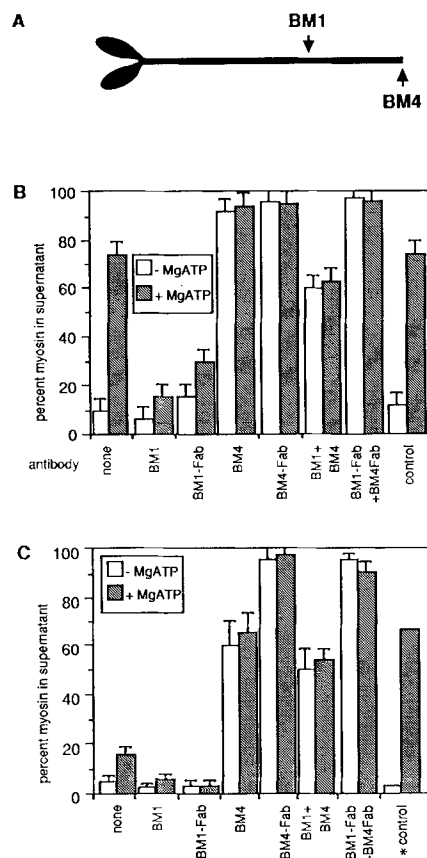 A
BM1
BM4
B
100
80
60
40
20
0
percent myosin in supernatant
- MgATP
+ MgATP
antibody
none
BM1
BM1-Fab
BM4
BM4-Fab
BM1+
BM4
BM1-Fab
+BM4Fab
control
C
100
80
60
40
20
0
percent myosin in supernatant
- MgATP
+ MgATP
none
BM1
BM1-Fab
BM4
BM4-Fab
BM1+
BM4
BM1-Fab
-BM4Fab
* control